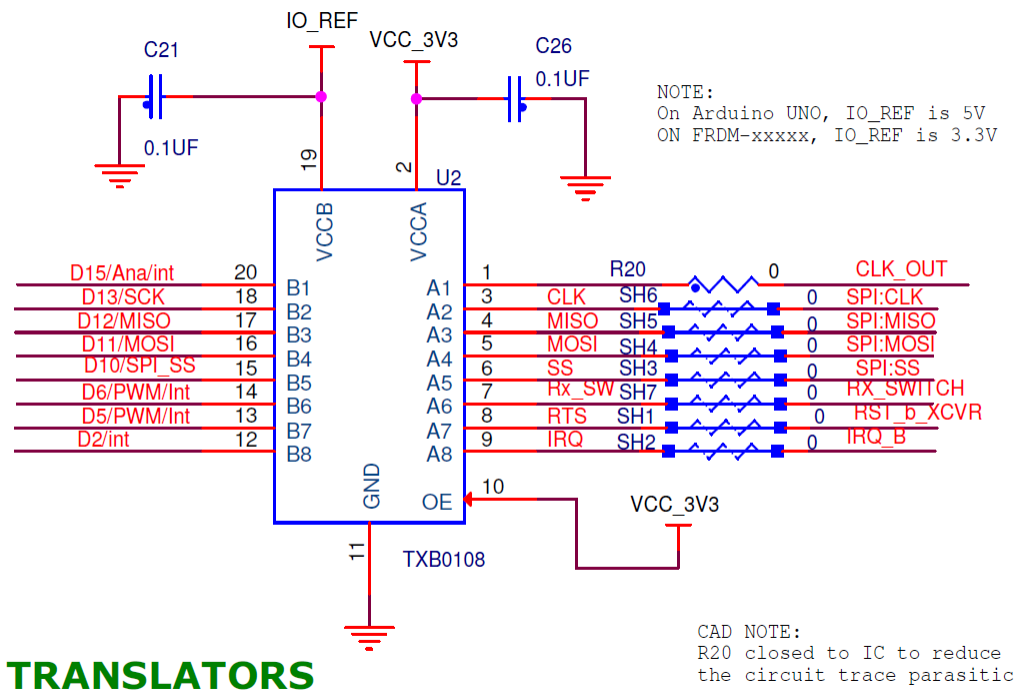 IO_REF
VCC_3V3
C21
C26
0.1UF
0.1UF
NOTE:
On Arduino UNO, IO_REF is 5V
ON FRDM-xxxxx, IO_REF is 3.3V
19
2
U2
VCCB
VCCA
D15/Ana/int 20 B1 A1 1 R20 0 CLK_OUT
D13/SCK 18 B2 A2 3 CLK SH6 0 SPI:CLK
D12/MISO 17 B3 A3 4 MISO SH5 0 SPI:MISO
D11/MOSI 16 B4 A4 5 MOSI SH4 0 SPI:MOSI
D10/SPI_SS 15 B5 A5 6 SS SH3 0 SPI:SS
D6/PWM/Int 14 B6 A6 7 Rx_SW SH7 0 RX_SWITCH
D5/PWM/Int 13 B7 A7 8 RTS SH1 0 RST_b_XCVR
D2/int 12 B8 A8 9 IRQ SH2 0 IRQ_B
GND
OE 10
VCC_3V3
11
TXB0108
CAD NOTE:
R20 closed to IC to reduce
the circuit trace parasitic
TRANSLATORS